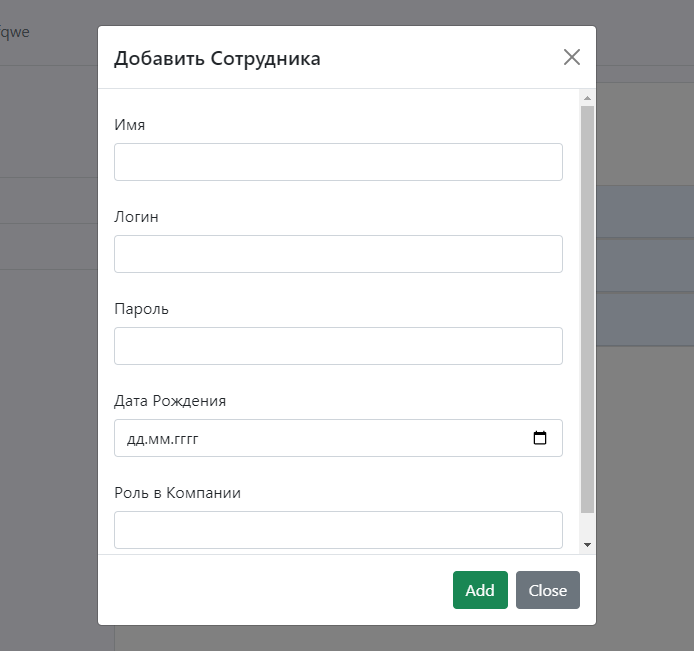 qwe
Добавить Сотрудника
Имя
Логин
Пароль
Дата Рождения
дд.мм.гггг
Роль в Компании
Add
Close